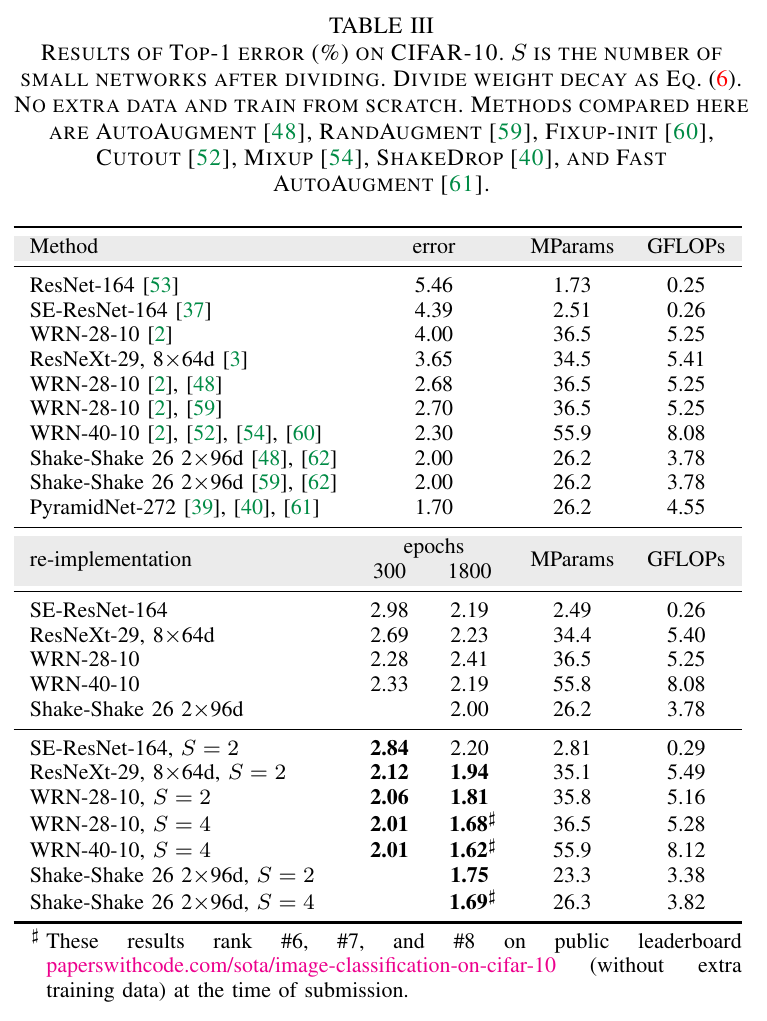 TABLE III
RESULTS OF TOP-1 ERROR (%) ON CIFAR-10. S IS THE NUMBER OF
SMALL NETWORKS AFTER DIVIDING. DIVIDE WEIGHT DECAY AS EQ. (6).
NO EXTRA DATA AND TRAIN FROM SCRATCH. METHODS COMPARED HERE
ARE AUTOAUGMENT [48], RANDAUGMENT [59], FIXUP-INIT [60],
CUTOUT [52], MIXUP [54], SHAKEDROP [40], AND FAST
AUTOAUGMENT [61].
Method error MParams GFLOPs
ResNet-164 [53] 5.46 1.73 0.25
SE-ResNet-164 [37] 4.39 2.51 0.26
WRN-28-10 [2] 4.00 36.5 5.25
ResNeXt-29, 8×64d [3] 3.65 34.5 5.41
WRN-28-10 [2], [48] 2.68 36.5 5.25
WRN-28-10 [2], [59] 2.70 36.5 5.25
WRN-40-10 [2], [52], [54], [60] 2.30 55.9 8.08
Shake-Shake 26 2×96d [48], [62] 2.00 26.2 3.78
Shake-Shake 26 2×96d [59], [62] 2.00 26.2 3.78
PyramidNet-272 [39], [40], [61] 1.70 26.2 4.55
re-implementation epochs MParams GFLOPs
300 1800
SE-ResNet-164 2.98 2.19 2.49 0.26
ResNeXt-29, 8×64d 2.69 2.23 34.4 5.40
WRN-28-10 2.28 2.41 36.5 5.25
WRN-40-10 2.33 2.19 55.8 8.08
Shake-Shake 26 2×96d 2.00 26.2 3.78
SE-ResNet-164, S = 2 2.84 2.20 2.81 0.29
ResNeXt-29, 8×64d, S = 2 2.12 1.94 35.1 5.49
WRN-28-10, S = 2 2.06 1.81 35.8 5.16
WRN-28-10, S = 4 2.01 1.68♯ 36.5 5.28
WRN-40-10, S = 4 2.01 1.62♯ 55.9 8.12
Shake-Shake 26 2×96d, S = 2 1.75 23.3 3.38
Shake-Shake 26 2×96d, S = 4 1.69♯ 26.3 3.82
♯ These results rank #6, #7, and #8 on public leaderboard
paperswithcode.com/sota/image-classification-on-cifar-10 (without extra
training data) at the time of submission.